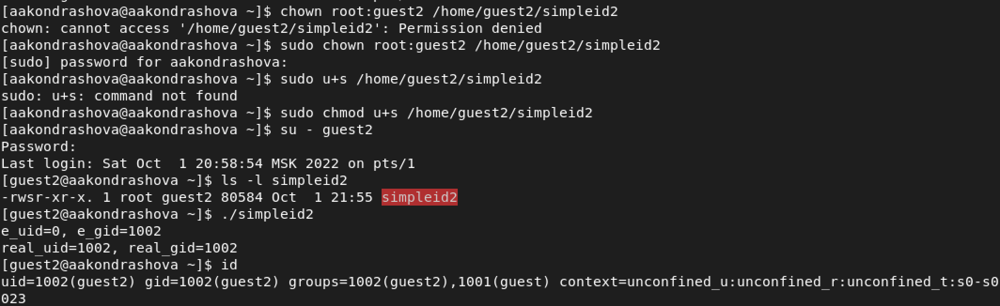 [aakondrashova@aakondrashova ~]$ chown root:guest2 /home/guest2/simpleid2
chown: cannot access '/home/guest2/simpleid2': Permission denied
[aakondrashova@aakondrashova ~]$ sudo chown root:guest2 /home/guest2/simpleid2
[sudo] password for aakondrashova:
[aakondrashova@aakondrashova ~]$ sudo u+s /home/guest2/simpleid2
sudo: u+s: command not found
[aakondrashova@aakondrashova ~]$ sudo chmod u+s /home/guest2/simpleid2
[aakondrashova@aakondrashova ~]$ su - guest2
Password:
Last login: Sat Oct  1 20:58:54 MSK 2022 on pts/1
[guest2@aakondrashova ~]$ ls -l simpleid2
-rwsr-xr-x. 1 root guest2 80584 Oct  1 21:55 simpleid2
[guest2@aakondrashova ~]$ ./simpleid2
e_uid=0, e_gid=1002
real_uid=1002, real_gid=1002
[guest2@aakondrashova ~]$ id
uid=1002(guest2) gid=1002(guest2) groups=1002(guest2),1001(guest) context=unconfined_u:unconfined_r:unconfined_t:s0-s0
023